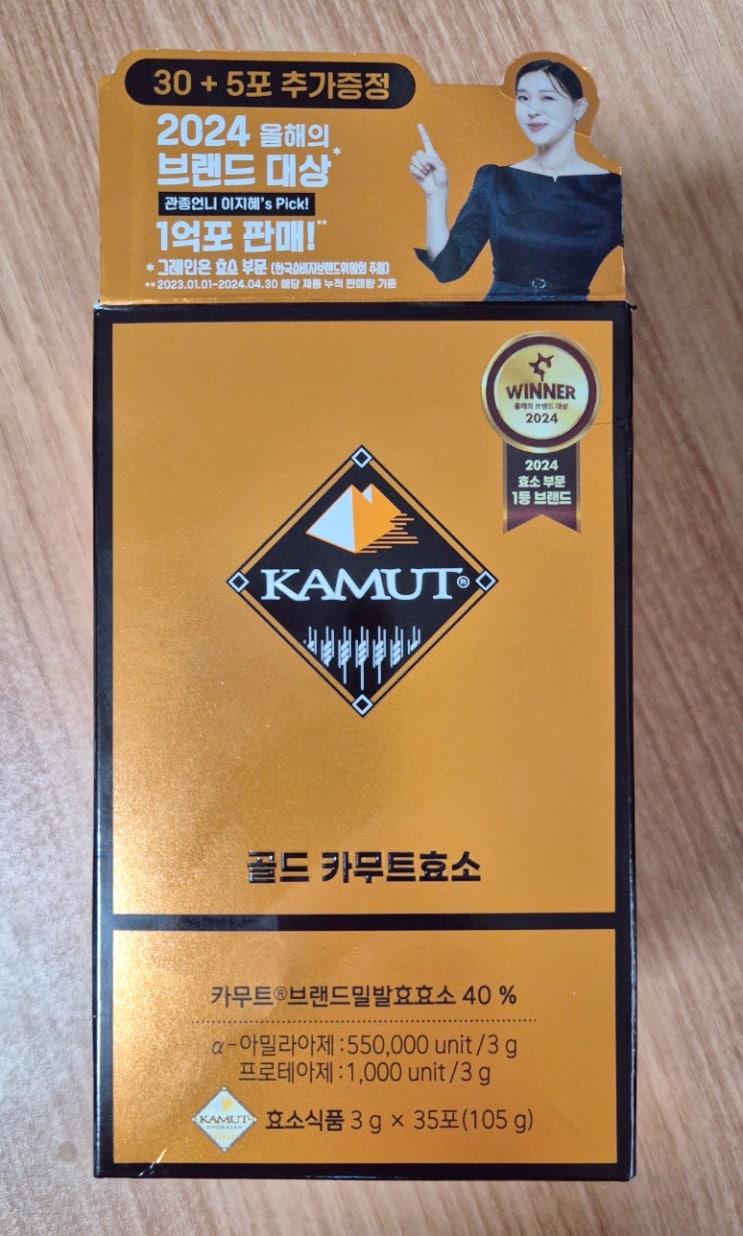 30 + 5포 추가증정
2024 올해의
브랜드 대상*
관종언니 이지혜's Pick!
1억포 판매!**
* 그레인온 효소 부문 (한국소비자브랜드위원회 주최)
** 2023.01.01-2024.04.30 해당 제품 누적 판매량 기준
WINNER
올해의 브랜드 대상
2024
2024
효소 부문
1등 브랜드
KAMUT®
골드 카무트효소
카무트®브랜드밀발효효소 40 %
α-아밀라아제:550,000 unit/3 g
프로테아제:1,000 unit/3 g
KAMUT®
KHORASAN
효소식품 3 g × 35포(105 g)